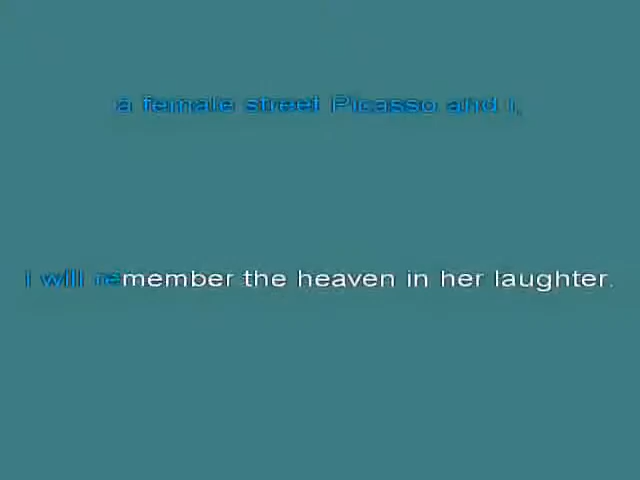 a female street Picasso and i,
i will remember the heaven in her laughter.